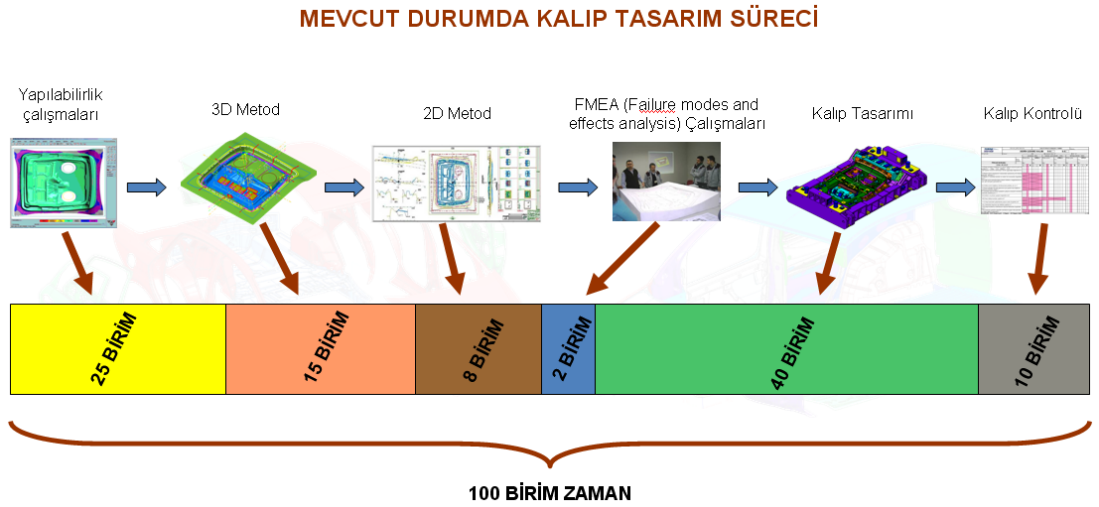 MEVCUT DURUMDA KALIP TASARIM SÜRECİ
Yapılabilirlik
çalışmaları
3D Metod
2D Metod
FMEA (Failure modes and
effects analysis) Çalışmaları
Kalıp Tasarımı
Kalıp Kontrolü
25 BİRİM
15 BİRİM
8 BİRİM
2 BİRİM
40 BİRİM
10 BİRİM
100 BİRİM ZAMAN